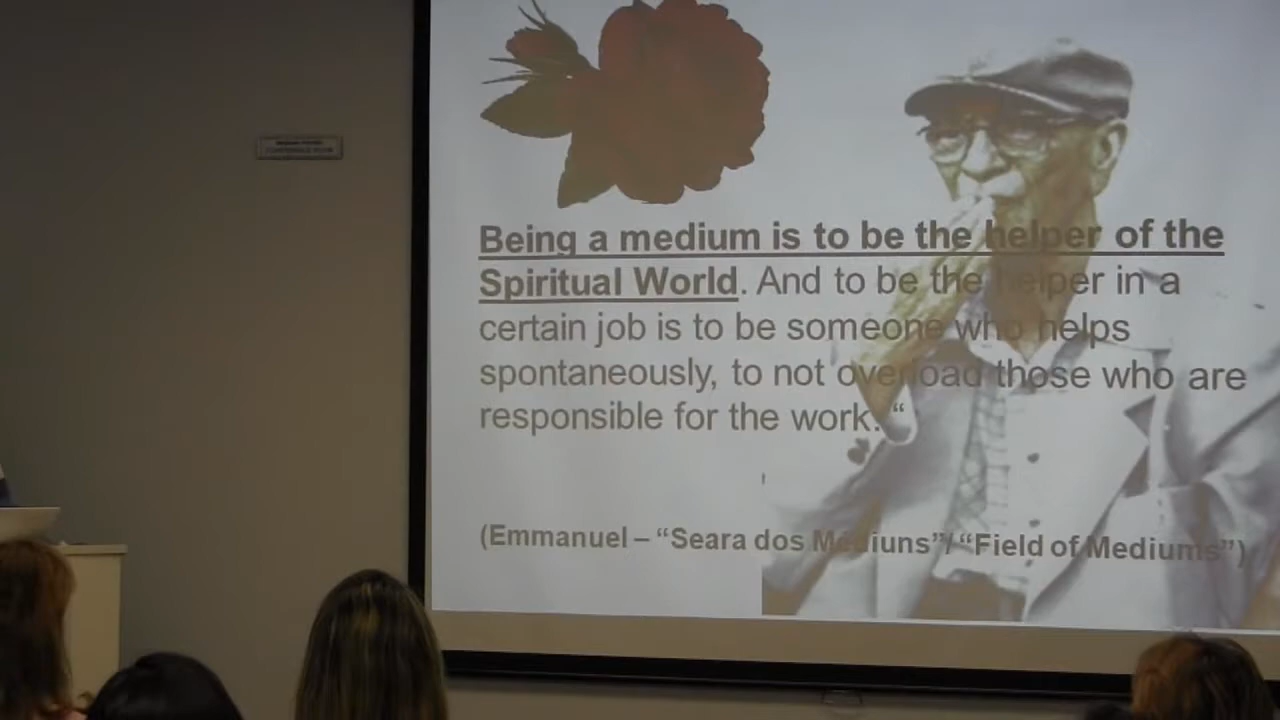 Being a medium is to be the helper of the
Spiritual World. And to be the helper in a
certain job is to be someone who helps
spontaneously, to not overload those who are
responsible for the work. “
(Emmanuel – “Seara dos Médiuns”/ “Field of Mediums”)